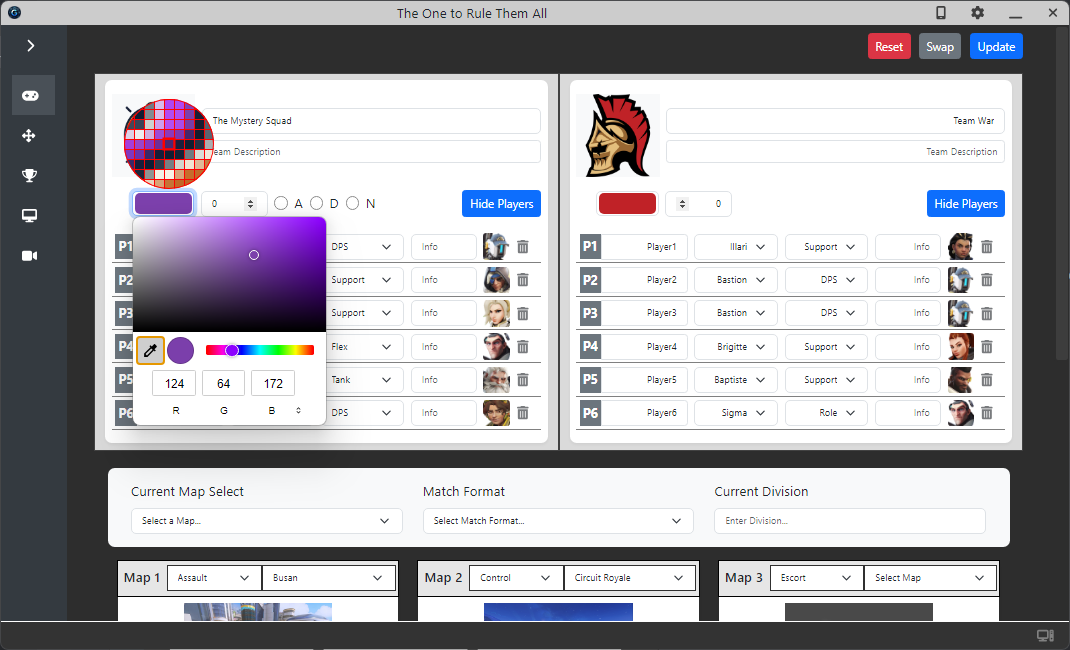 The One to Rule Them All
Reset Swap Update
The Mystery Squad
eam Description
0 A D N Hide Players
P1 DPS Info
P2 Support Info
P3 Support Info
P4 Flex Info
P5 Tank Info
P6 DPS Info
124 64 172
R G B
Team War
Team Description
0 Hide Players
P1 Player1 Illari Support Info
P2 Player2 Bastion DPS Info
P3 Player3 Bastion DPS Info
P4 Player4 Brigitte Support Info
P5 Player5 Baptiste Support Info
P6 Player6 Sigma Role Info
Current Map Select Match Format Current Division
Select a Map... Select Match Format... Enter Division...
Map 1 Assault Busan Map 2 Control Circuit Royale Map 3 Escort Select Map